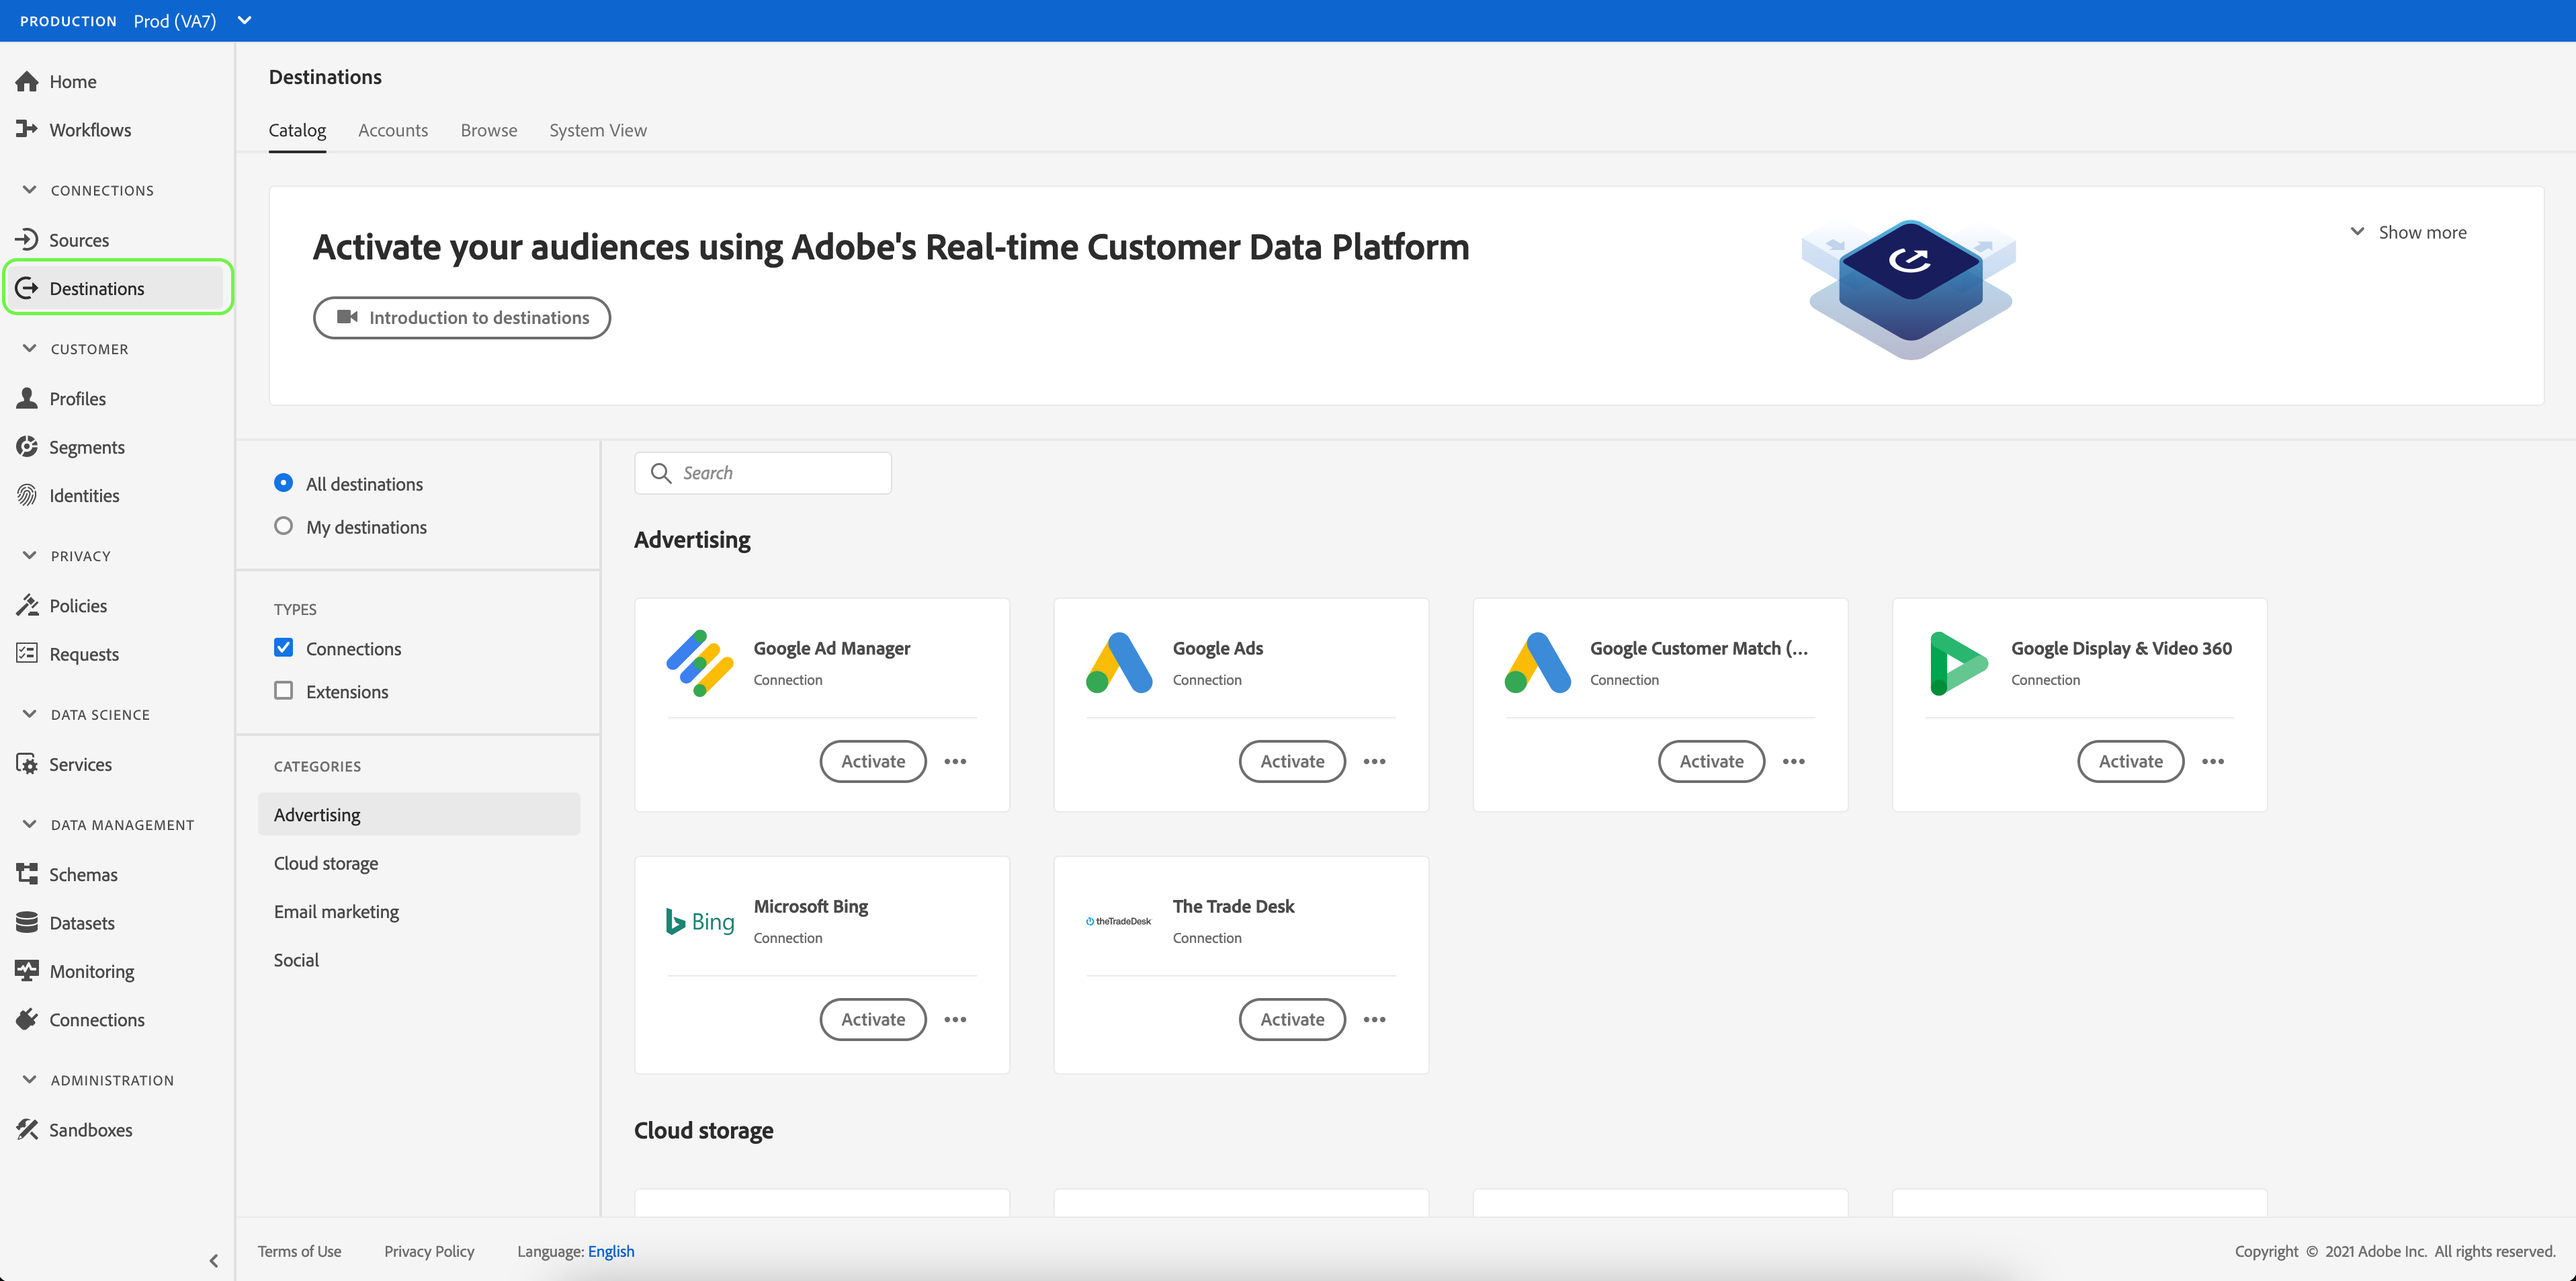 PRODUCTION Prod (VA7)
Home
Workflows
CONNECTIONS
Sources
Destinations
CUSTOMER
Profiles
Segments
Identities
PRIVACY
Policies
Requests
DATA SCIENCE
Services
DATA MANAGEMENT
Schemas
Datasets
Monitoring
Connections
ADMINISTRATION
Sandboxes
Destinations
Catalog Accounts Browse System View
Activate your audiences using Adobe's Real-time Customer Data Platform
Show more
Introduction to destinations
All destinations
My destinations
TYPES
Connections
Extensions
CATEGORIES
Advertising
Cloud storage
Email marketing
Social
Search
Advertising
Google Ad Manager
Connection
Activate
Google Ads
Connection
Activate
Google Customer Match (...
Connection
Activate
Google Display & Video 360
Connection
Activate
Bing
Microsoft Bing
Connection
Activate
theTradeDesk
The Trade Desk
Connection
Activate
Cloud storage
Terms of Use Privacy Policy Language: English
Copyright © 2021 Adobe Inc. All rights reserved.